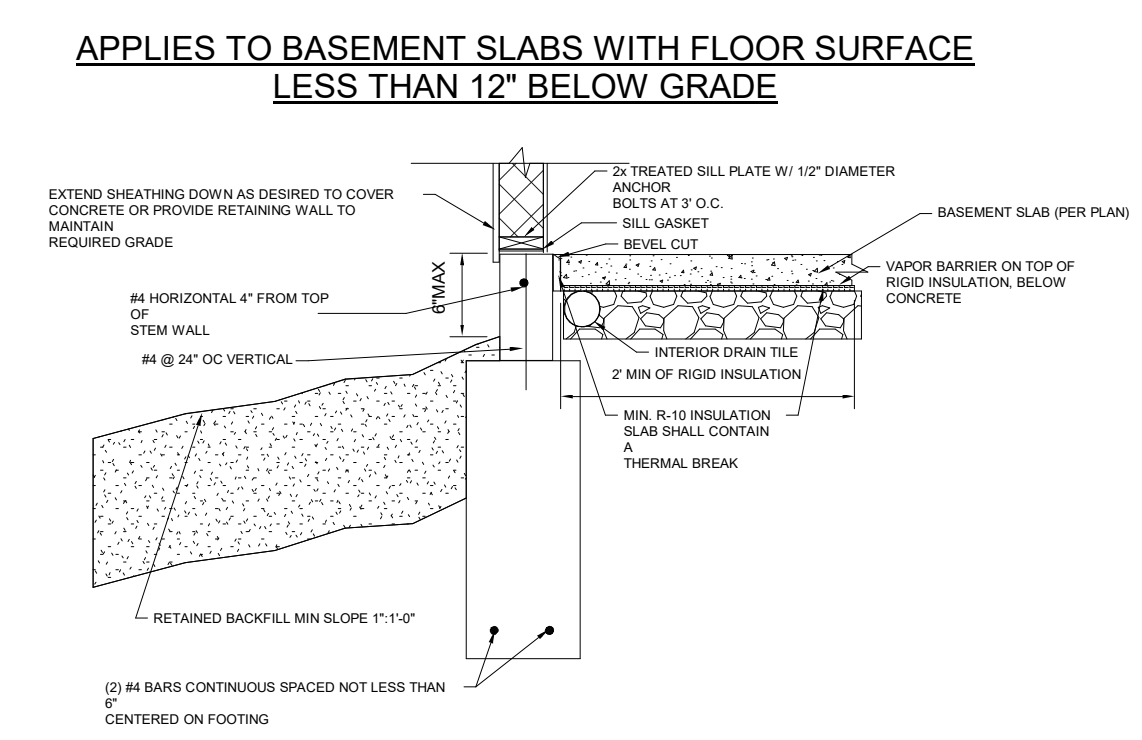 APPLIES TO BASEMENT SLABS WITH FLOOR SURFACE
LESS THAN 12" BELOW GRADE
2x TREATED SILL PLATE W/ 1/2" DIAMETER
ANCHOR
BOLTS AT 3' O.C.
EXTEND SHEATHING DOWN AS DESIRED TO COVER
CONCRETE OR PROVIDE RETAINING WALL TO
MAINTAIN
REQUIRED GRADE
SILL GASKET
BEVEL CUT
BASEMENT SLAB (PER PLAN)
VAPOR BARRIER ON TOP OF
RIGID INSULATION, BELOW
CONCRETE
6"MAX
#4 HORIZONTAL 4" FROM TOP
OF
STEM WALL
#4 @ 24" OC VERTICAL
INTERIOR DRAIN TILE
2' MIN OF RIGID INSULATION
MIN. R-10 INSULATION
SLAB SHALL CONTAIN
A
THERMAL BREAK
RETAINED BACKFILL MIN SLOPE 1":1'-0"
(2) #4 BARS CONTINUOUS SPACED NOT LESS THAN
6"
CENTERED ON FOOTING